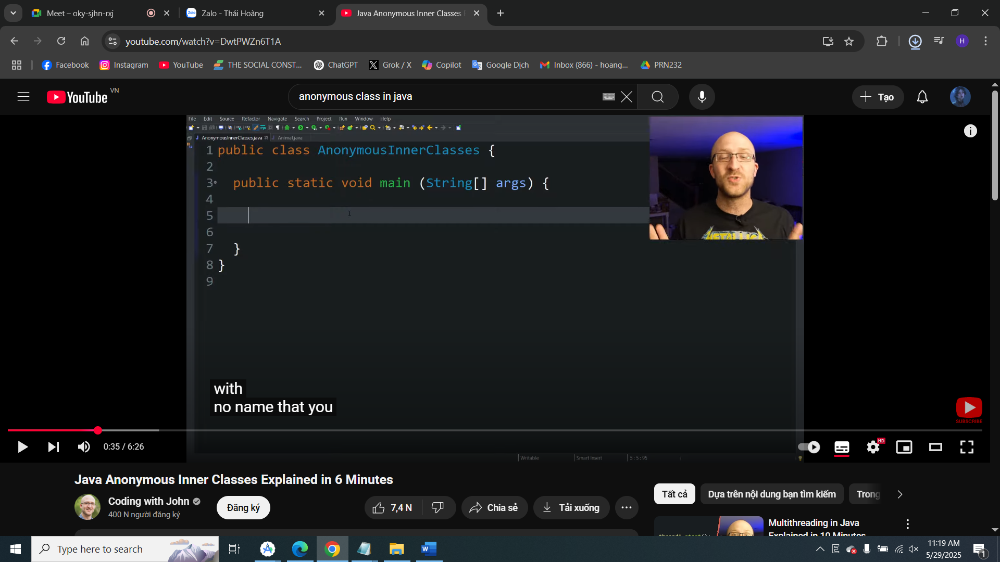 Meet – oky-sjhn-rxj
Zalo - Thái Hoàng
Java Anonymous Inner Classes
youtube.com/watch?v=DwtPWZn6T1A
H
Facebook
Instagram
YouTube
THE SOCIAL CONST...
ChatGPT
Grok / X
Copilot
Google Dịch
Inbox (866) - hoang...
PRN232
YouTube VN
anonymous class in java
Tạo
File Edit Source Refactor Navigate Search Project Run Window Help
AnonymousInnerClasses.java
Animal.java
1 public class AnonymousInnerClasses {
2
3 public static void main (String[] args) {
4
5
6
7 }
8 }
9
METALLICA
with
no name that you
SUBSCRIBE
0:35 / 6:26
HD
Writable
Smart Insert
5 : 5 : 95
Java Anonymous Inner Classes Explained in 6 Minutes
Coding with John
400 N người đăng ký
Đăng ký
7,4 N
Chia sẻ
Tải xuống
Tất cả
Dựa trên nội dung bạn tìm kiếm
Trong
thread1.start();
Multithreading in Java
Explained in 10 Minutes
Type here to search
11:19 AM
5/29/2025
1